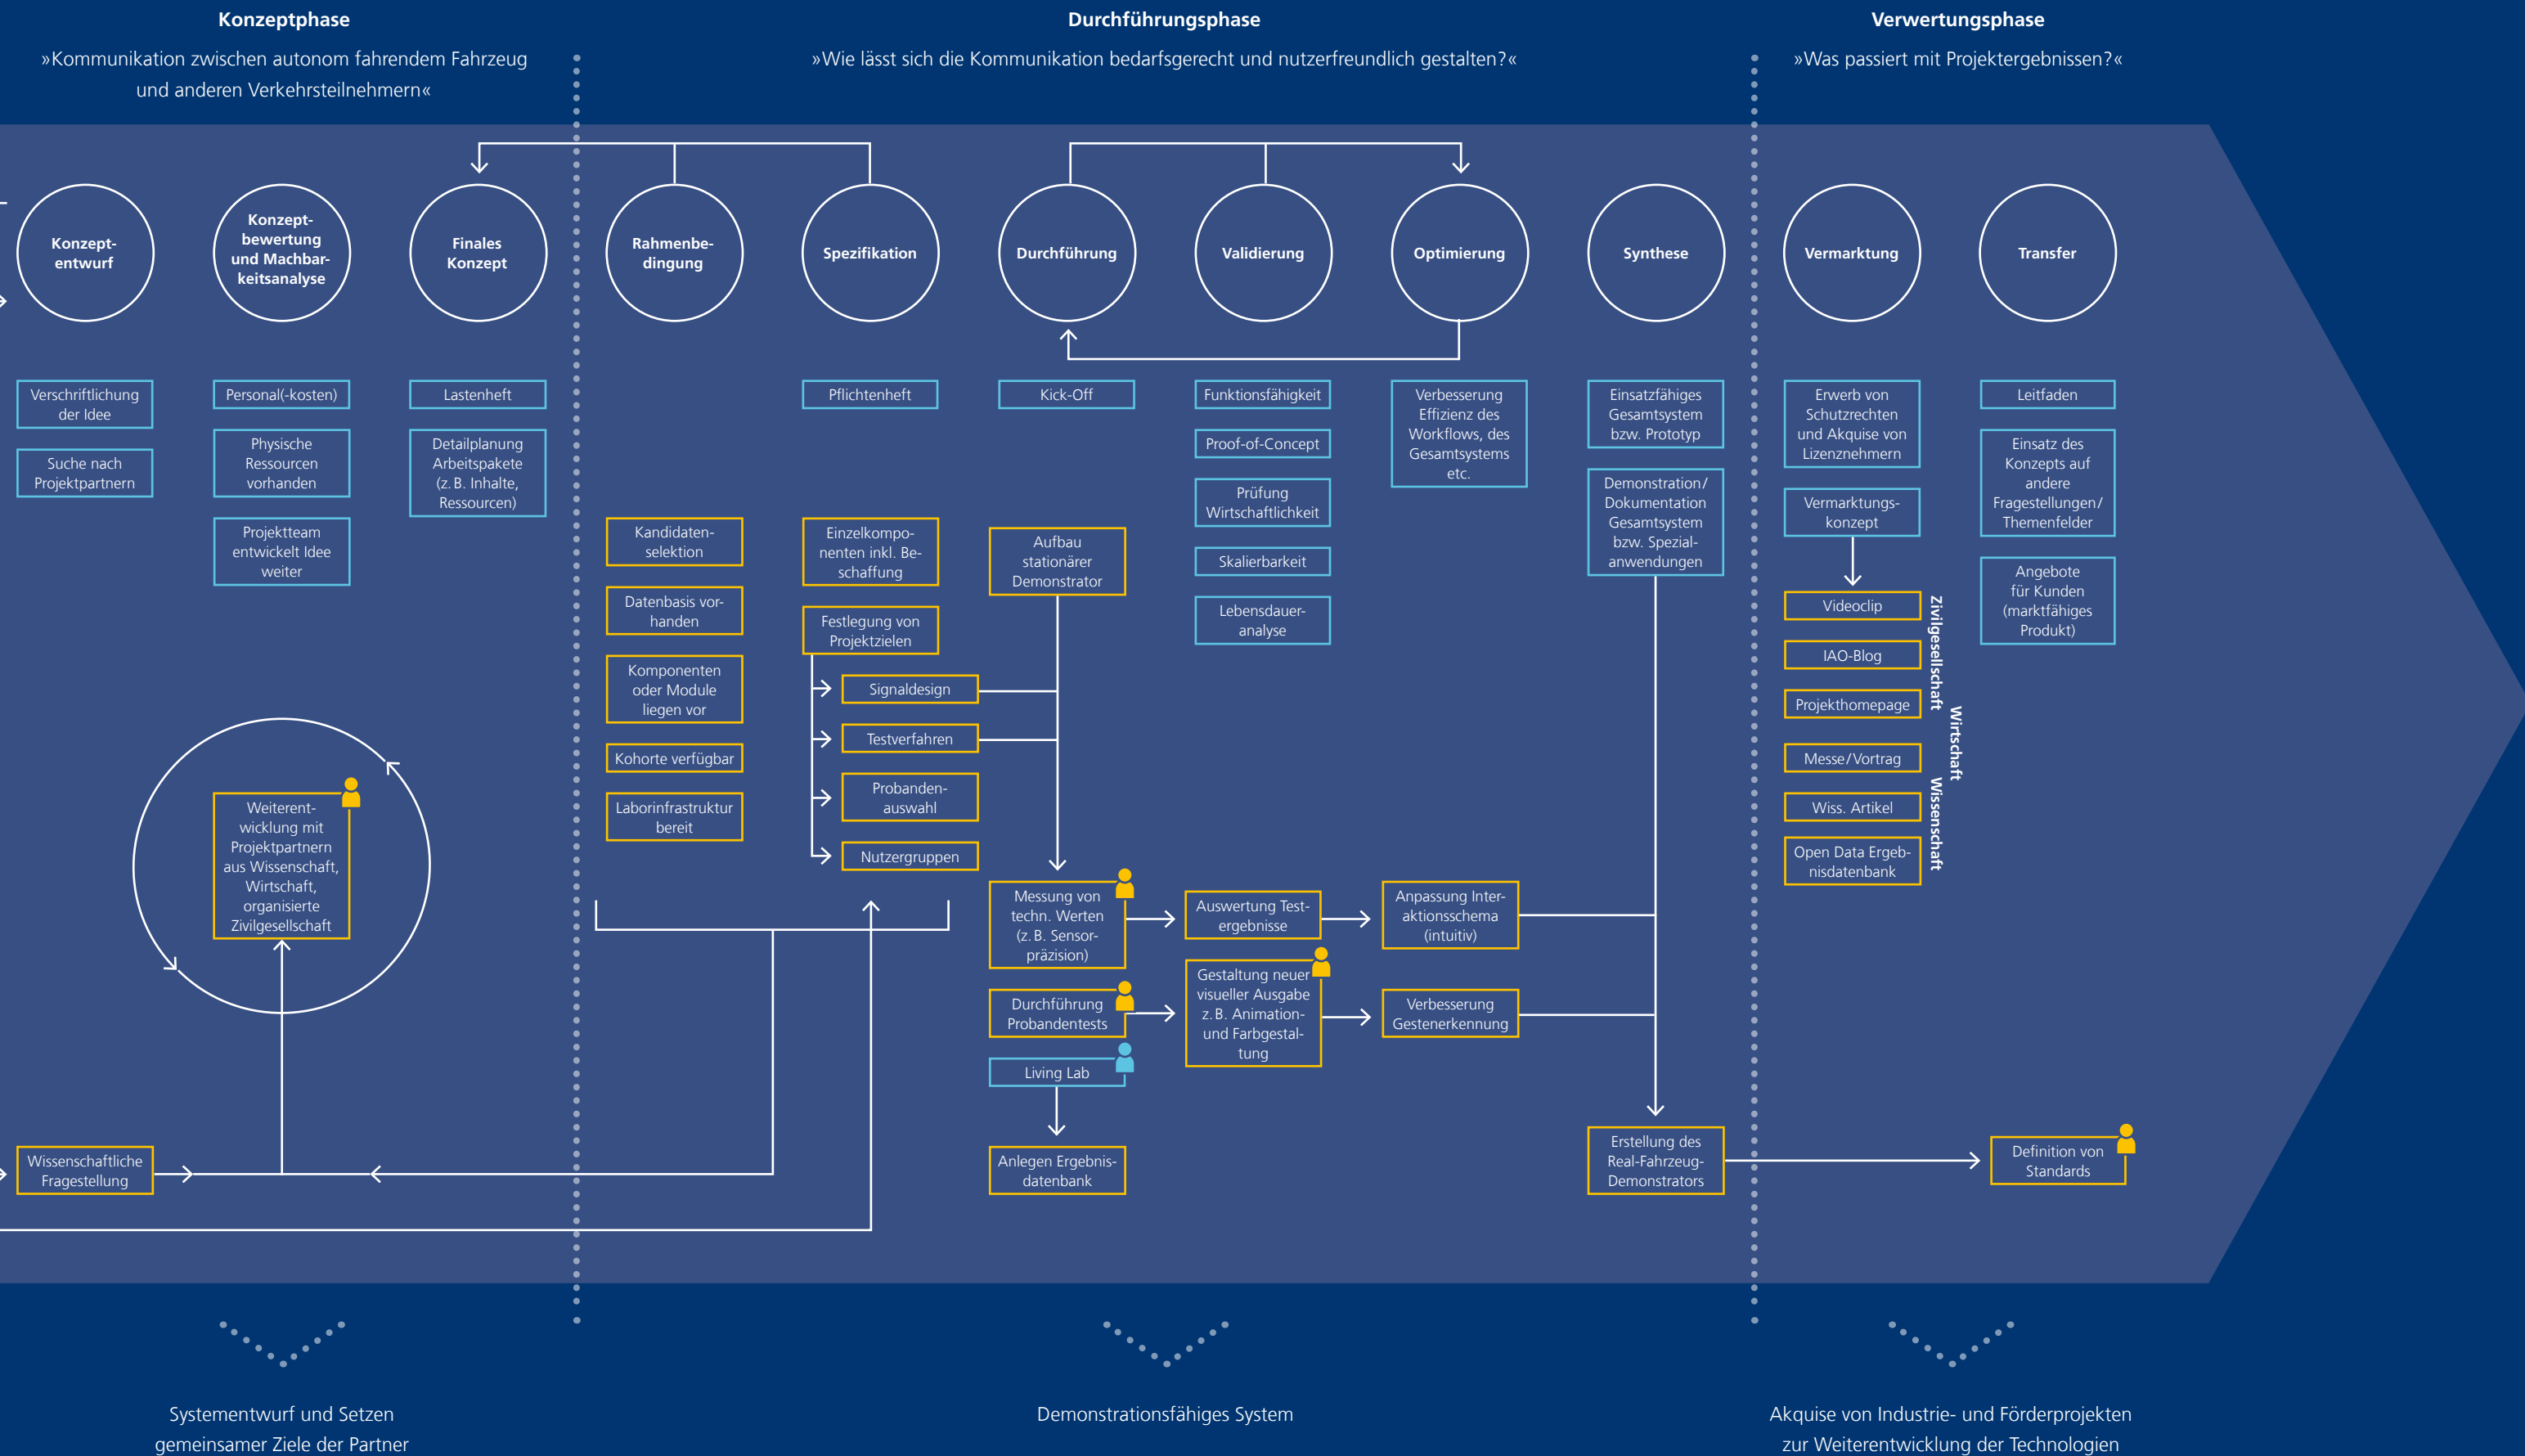 Konzeptphase
»Kommunikation zwischen autonom fahrendem Fahrzeug
und anderen Verkehrsteilnehmern«
Durchführungsphase
»Wie lässt sich die Kommunikation bedarfsgerecht und nutzerfreundlich gestalten?«
Verwertungsphase
»Was passiert mit Projektergebnissen?«
Konzept-
entwurf
Konzept-
bewertung
und Machbar-
keitsanalyse
Finales
Konzept
Rahmenbe-
dingung
Spezifikation
Durchführung
Validierung
Optimierung
Synthese
Vermarktung
Transfer
Verschriftlichung
der Idee
Suche nach
Projektpartnern
Personal(-kosten)
Physische
Ressourcen
vorhanden
Projektteam
entwickelt Idee
weiter
Lastenheft
Detailplanung
Arbeitspakete
(z. B. Inhalte,
Ressourcen)
Weiterent-
wicklung mit
Projektpartnern
aus Wissenschaft,
Wirtschaft,
organisierte
Zivilgesellschaft
Wissenschaftliche
Fragestellung
Kandidaten-
selektion
Datenbasis vor-
handen
Komponenten
oder Module
liegen vor
Kohorte verfügbar
Laborinfrastruktur
bereit
Pflichtenheft
Einzelkompo-
nenten inkl. Be-
schaffung
Festlegung von
Projektzielen
Signaldesign
Testverfahren
Probanden-
auswahl
Nutzergruppen
Kick-Off
Aufbau
stationärer
Demonstrator
Messung von
techn. Werten
(z. B. Sensor-
präzision)
Durchführung
Probandentests
Living Lab
Anlegen Ergebnis-
datenbank
Funktionsfähigkeit
Proof-of-Concept
Prüfung
Wirtschaftlichkeit
Skalierbarkeit
Lebensdauer-
analyse
Auswertung Test-
ergebnisse
Gestaltung neuer
visueller Ausgabe
z. B. Animation-
und Farbgestal-
tung
Verbesserung
Effizienz des
Workflows, des
Gesamtsystems
etc.
Anpassung Inter-
aktionsschema
(intuitiv)
Verbesserung
Gestenerkennung
Einsatzfähiges
Gesamtsystem
bzw. Prototyp
Demonstration/
Dokumentation
Gesamtsystem
bzw. Spezial-
anwendungen
Erstellung des
Real-Fahrzeug-
Demonstrators
Erwerb von
Schutzrechten
und Akquise von
Lizenznehmern
Vermarktungs-
konzept
Videoclip
IAO-Blog
Projekthomepage
Messe/Vortrag
Wiss. Artikel
Open Data Ergeb-
nisdatenbank
Zivilgesellschaft
Wirtschaft
Wissenschaft
Leitfaden
Einsatz des
Konzepts auf
andere
Fragestellungen/
Themenfelder
Angebote
für Kunden
(marktfähiges
Produkt)
Definition von
Standards
Systementwurf und Setzen
gemeinsamer Ziele der Partner
Demonstrationsfähiges System
Akquise von Industrie- und Förderprojekten
zur Weiterentwicklung der Technologien